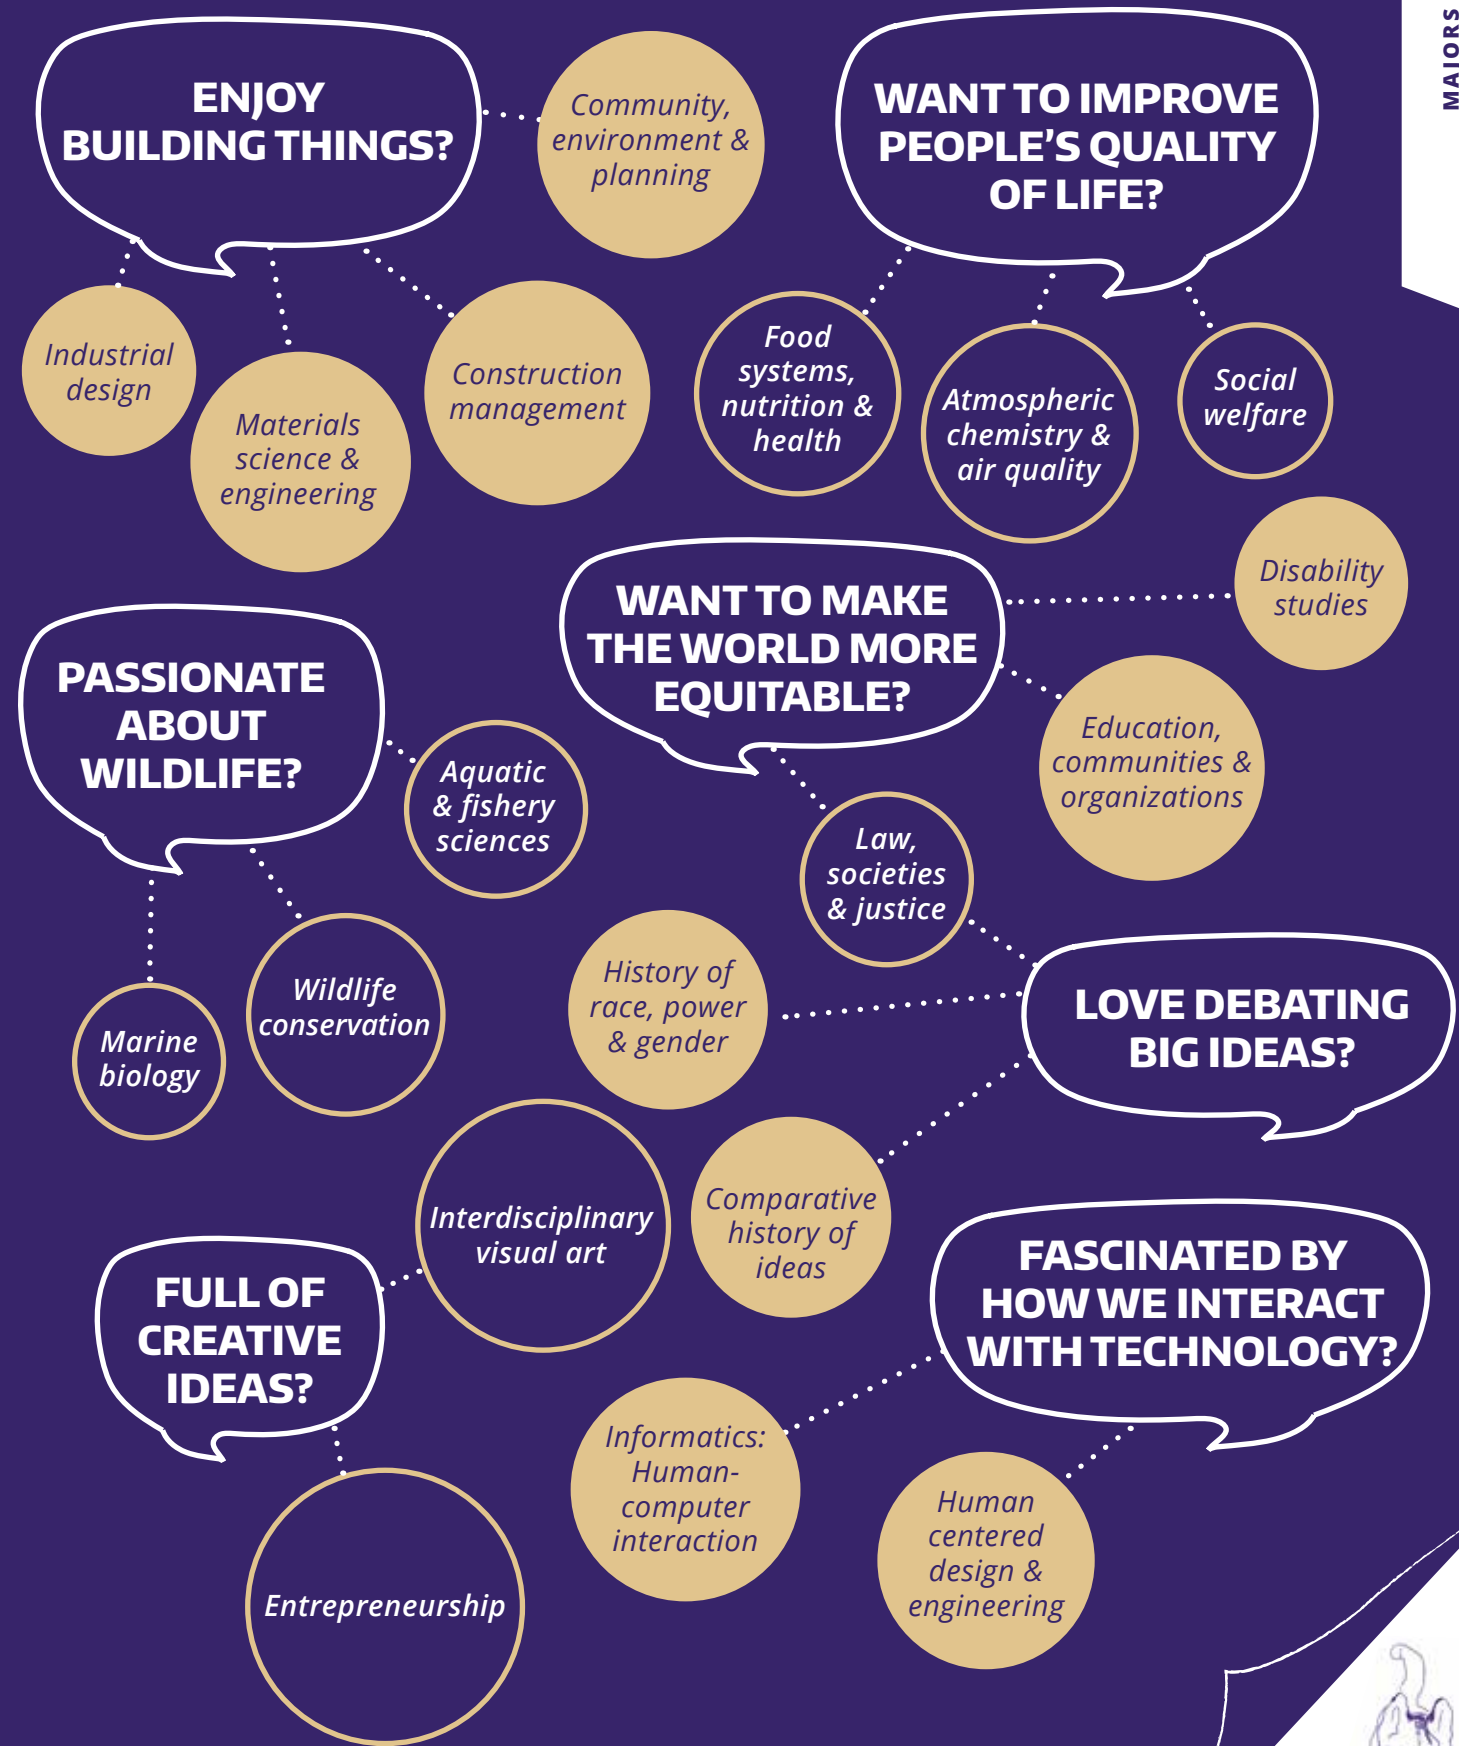 MAJORS
ENJOY
BUILDING THINGS?
Community,
environment &
planning
Industrial
design
Materials
science &
engineering
Construction
management
WANT TO IMPROVE
PEOPLE’S QUALITY
OF LIFE?
Food
systems,
nutrition &
health
Atmospheric
chemistry &
air quality
Social
welfare
WANT TO MAKE
THE WORLD MORE
EQUITABLE?
Disability
studies
Education,
communities &
organizations
Law,
societies
& justice
PASSIONATE
ABOUT
WILDLIFE?
Aquatic
& fishery
sciences
Wildlife
conservation
Marine
biology
LOVE DEBATING
BIG IDEAS?
History of
race, power
& gender
Comparative
history of
ideas
FULL OF
CREATIVE
IDEAS?
Interdisciplinary
visual art
Entrepreneurship
FASCINATED BY
HOW WE INTERACT
WITH TECHNOLOGY?
Informatics:
Human-
computer
interaction
Human
centered
design &
engineering